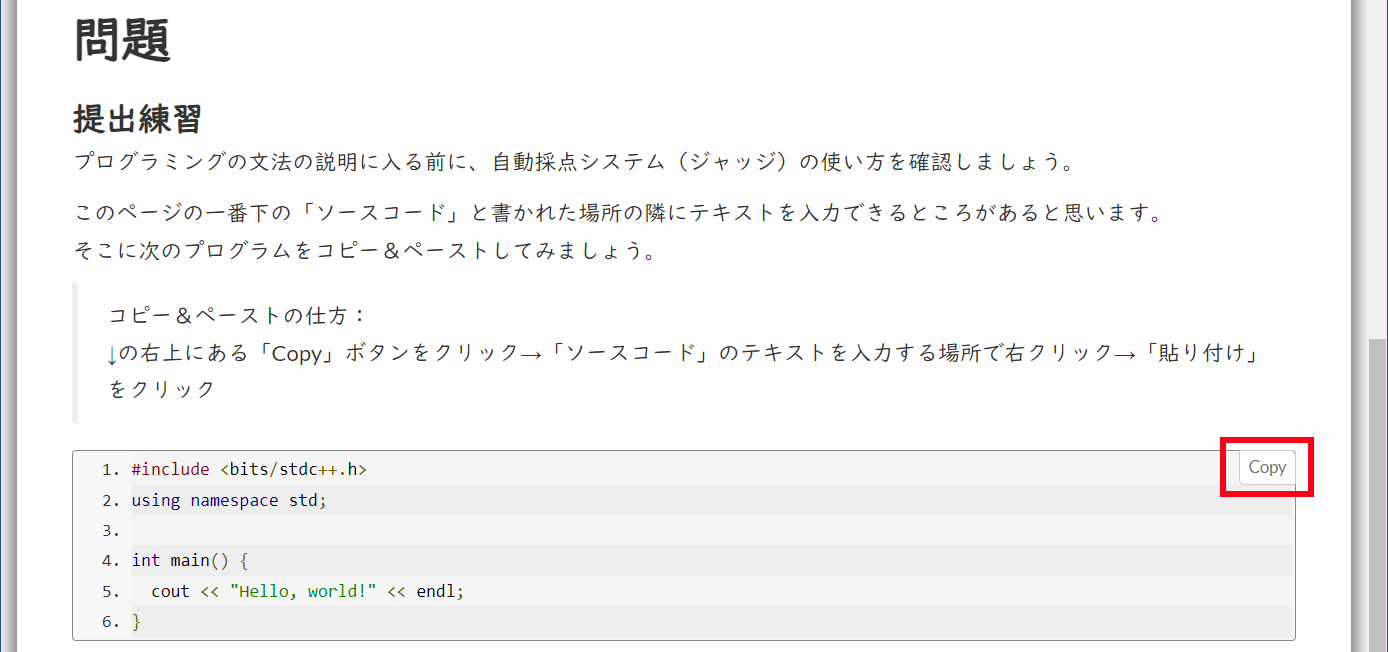 問題
提出練習
プログラミングの文法の説明に入る前に、自動採点システム（ジャッジ）の使い方を確認しましょう。
このページの一番下の「ソースコード」と書かれた場所の隣にテキストを入力できるところがあると思います。
そこに次のプログラムをコピー＆ペーストしてみましょう。
コピー＆ペーストの仕方：
↓の右上にある「Copy」ボタンをクリック→「ソースコード」のテキストを入力する場所で右クリック→「貼り付け」
をクリック
Copy
1. #include <bits/stdc++.h>
2. using namespace std;
3.
4. int main() {
5.   cout << "Hello, world!" << endl;
6. }